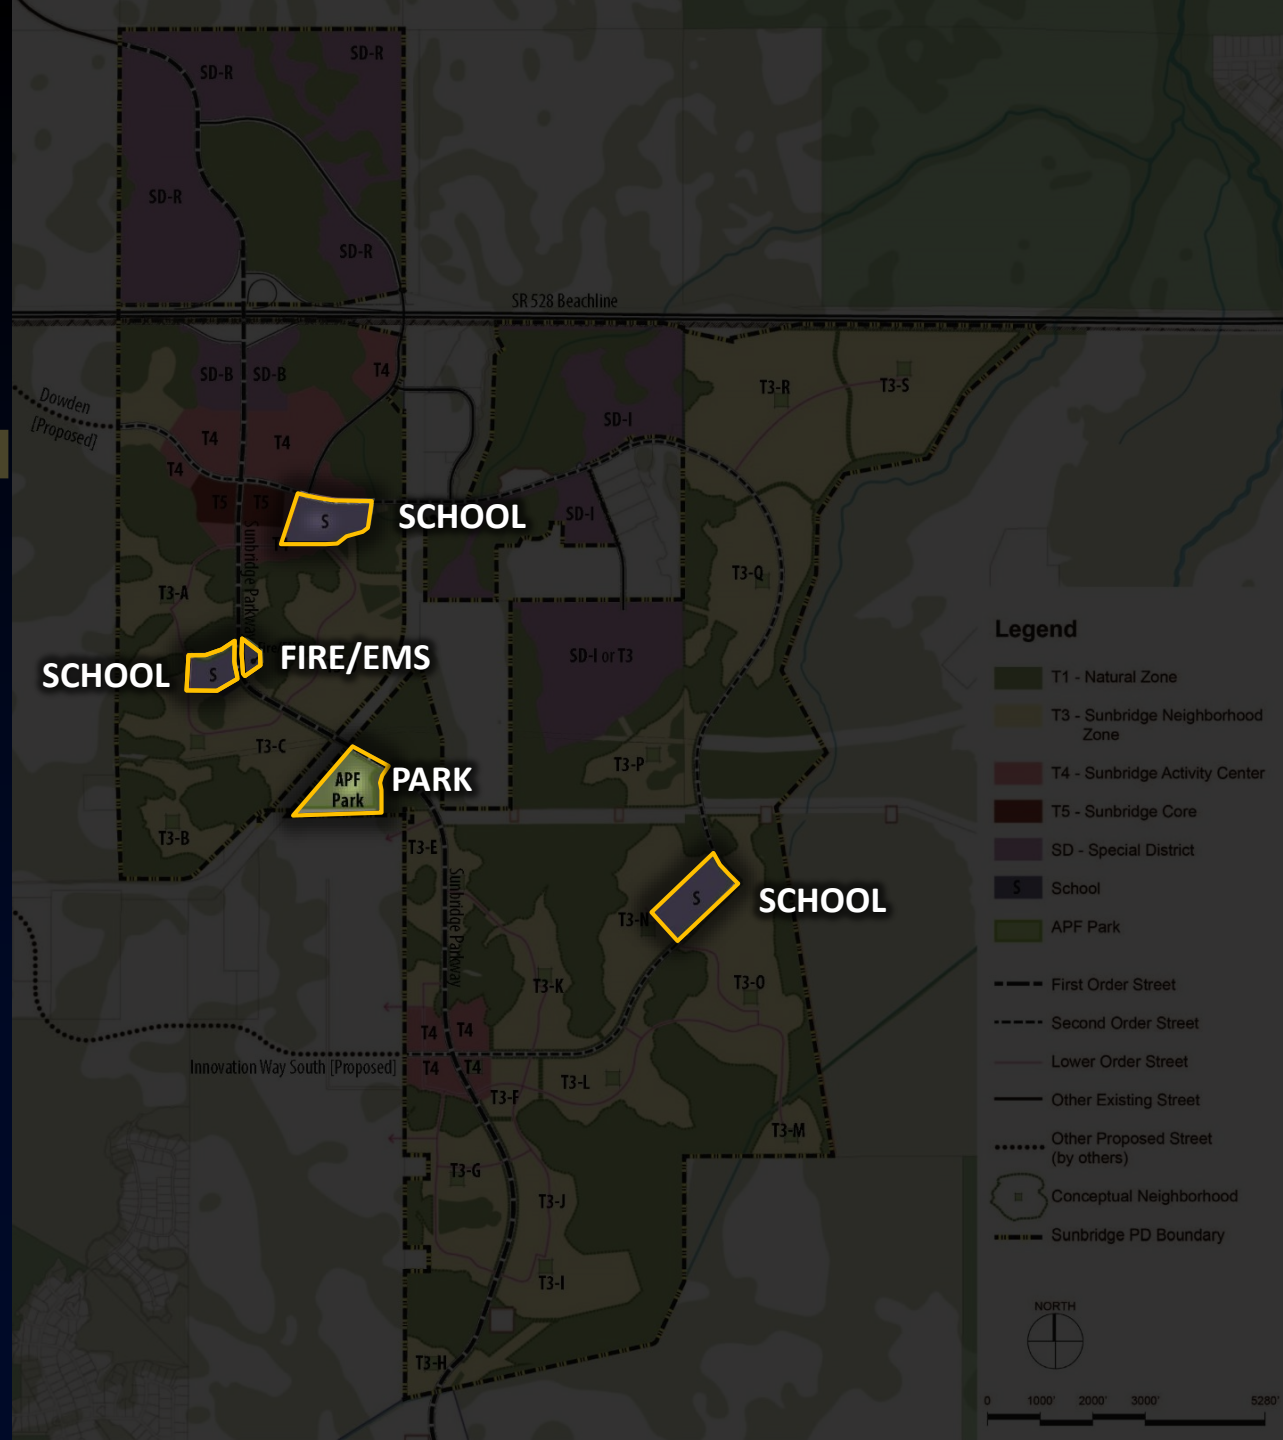 SD-R
SD-R
SD-R
SD-R
SR 528 Beachline
SD-B
SD-B
T4
T3-R
T3-S
Dowden
[Proposed]
SD-I
T4
T4
T4
T5
T5
S
SCHOOL
SD-I
Sunbridge Parkway
T3-Q
T3-A
SCHOOL
S
FIRE/EMS
SD-I or T3
T3-C
T3-P
APF
Park
PARK
T3-B
T3-E
Sunbridge Parkway
S
SCHOOL
T3-N
T3-K
T3-O
T4
T4
Innovation Way South [Proposed]
T4
T4
T3-L
T3-F
T3-M
T3-G
T3-J
T3-I
T3-H
Legend
T1 - Natural Zone
T3 - Sunbridge Neighborhood
Zone
T4 - Sunbridge Activity Center
T5 - Sunbridge Core
SD - Special District
S
School
APF Park
First Order Street
Second Order Street
Lower Order Street
Other Existing Street
Other Proposed Street
(by others)
Conceptual Neighborhood
Sunbridge PD Boundary
NORTH
0 1000' 2000' 3000' 5280'